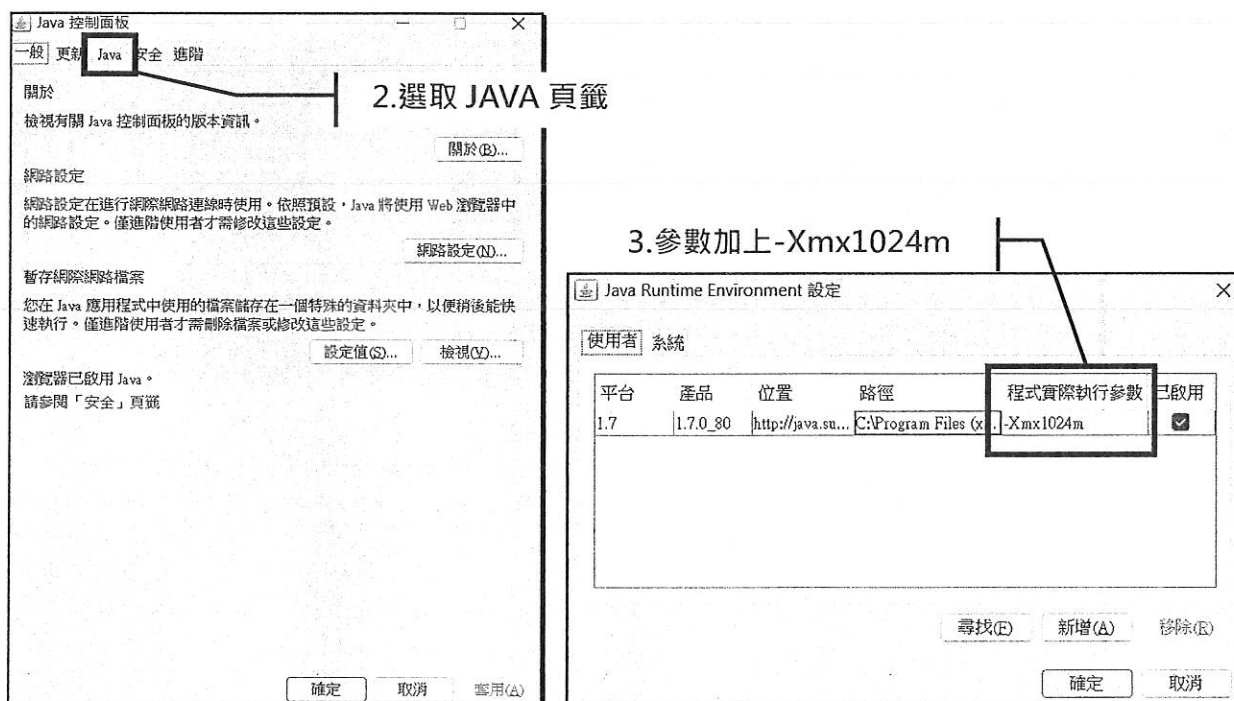 Java 控制面板
一般 更新 Java 安全 進階
2.選取 JAVA 頁籤
關於
檢視有關 Java 控制面板的版本資訊。
關於(B)...
網路設定
網路設定在進行網際網路連線時使用。依照預設，Java 將使用 Web 瀏覽器中
的網路設定。僅進階使用者才需修改這些設定。
網路設定(N)...
暫存網際網路檔案
您在 Java 應用程式中使用的檔案儲存在一個特殊的資料夾中，以便稍後能快
速執行。僅進階使用者才需刪除檔案或修改這些設定。
設定值(S)... 檢視(V)...
瀏覽器已啟用 Java。
請參閱「安全」頁籤
確定 取消 套用(A)
3.參數加上-Xmx1024m
Java Runtime Environment 設定
使用者 系統
平台 產品 位置 路徑 程式實際執行參數 已啟用
1.7 1.7.0_80 http://java.su... C:\Program Files (x... -Xmx1024m
尋找(F) 新增(A) 移除(R)
確定 取消